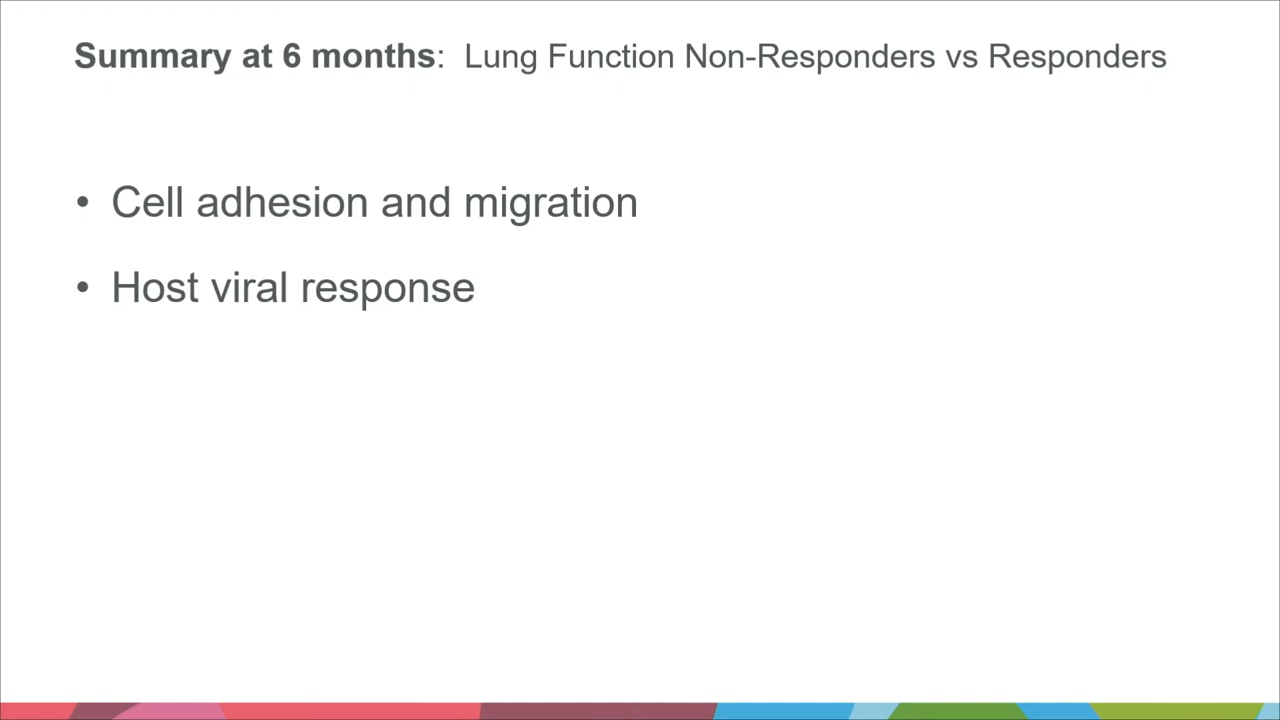 Summary at 6 months: Lung Function Non-Responders vs Responders
• Cell adhesion and migration
• Host viral response